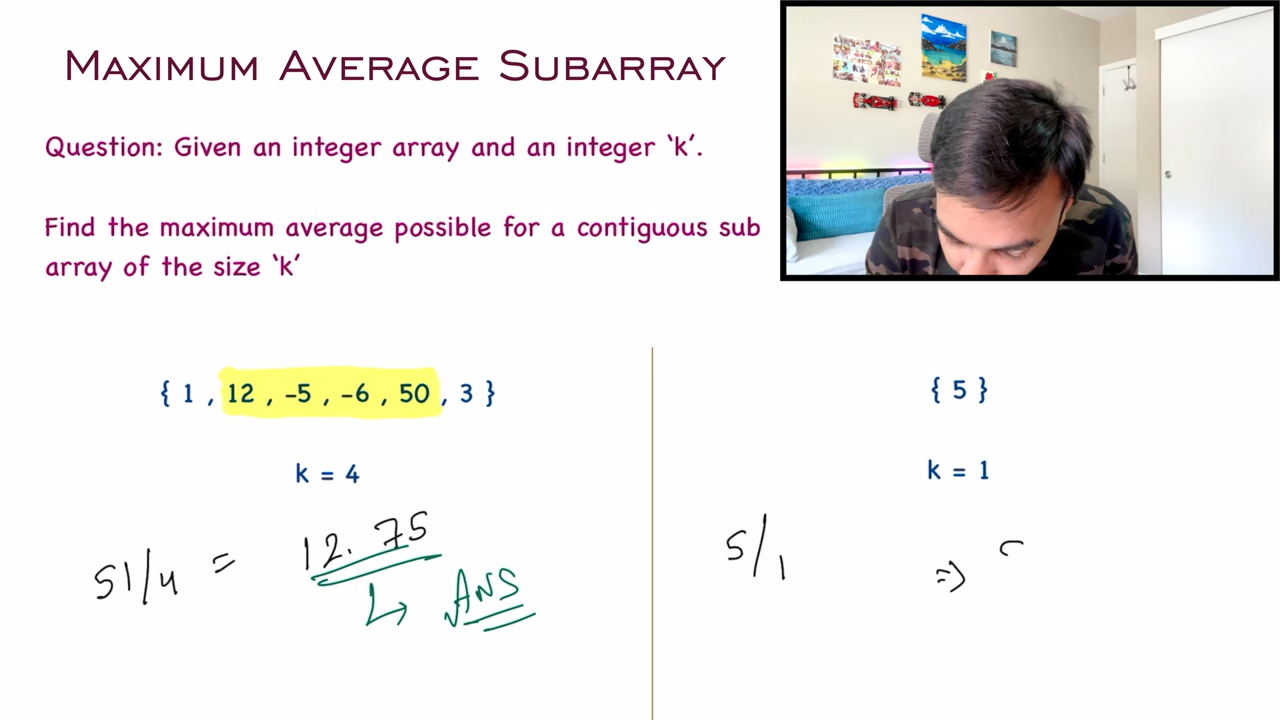 MAXIMUM AVERAGE SUBARRAY
Question: Given an integer array and an integer ‘k’.
Find the maximum average possible for a contiguous sub
array of the size ‘k’
{ 1 , 12 , -5 , -6 , 50 , 3 }
k = 4
51/4 = 12.75
↳ ANS
{ 5 }
k = 1
5/1 =>